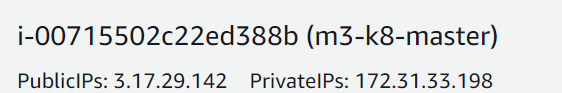 i-00715502c22ed388b (m3-k8-master)
PublicIPs: 3.17.29.142 PrivateIPs: 172.31.33.198